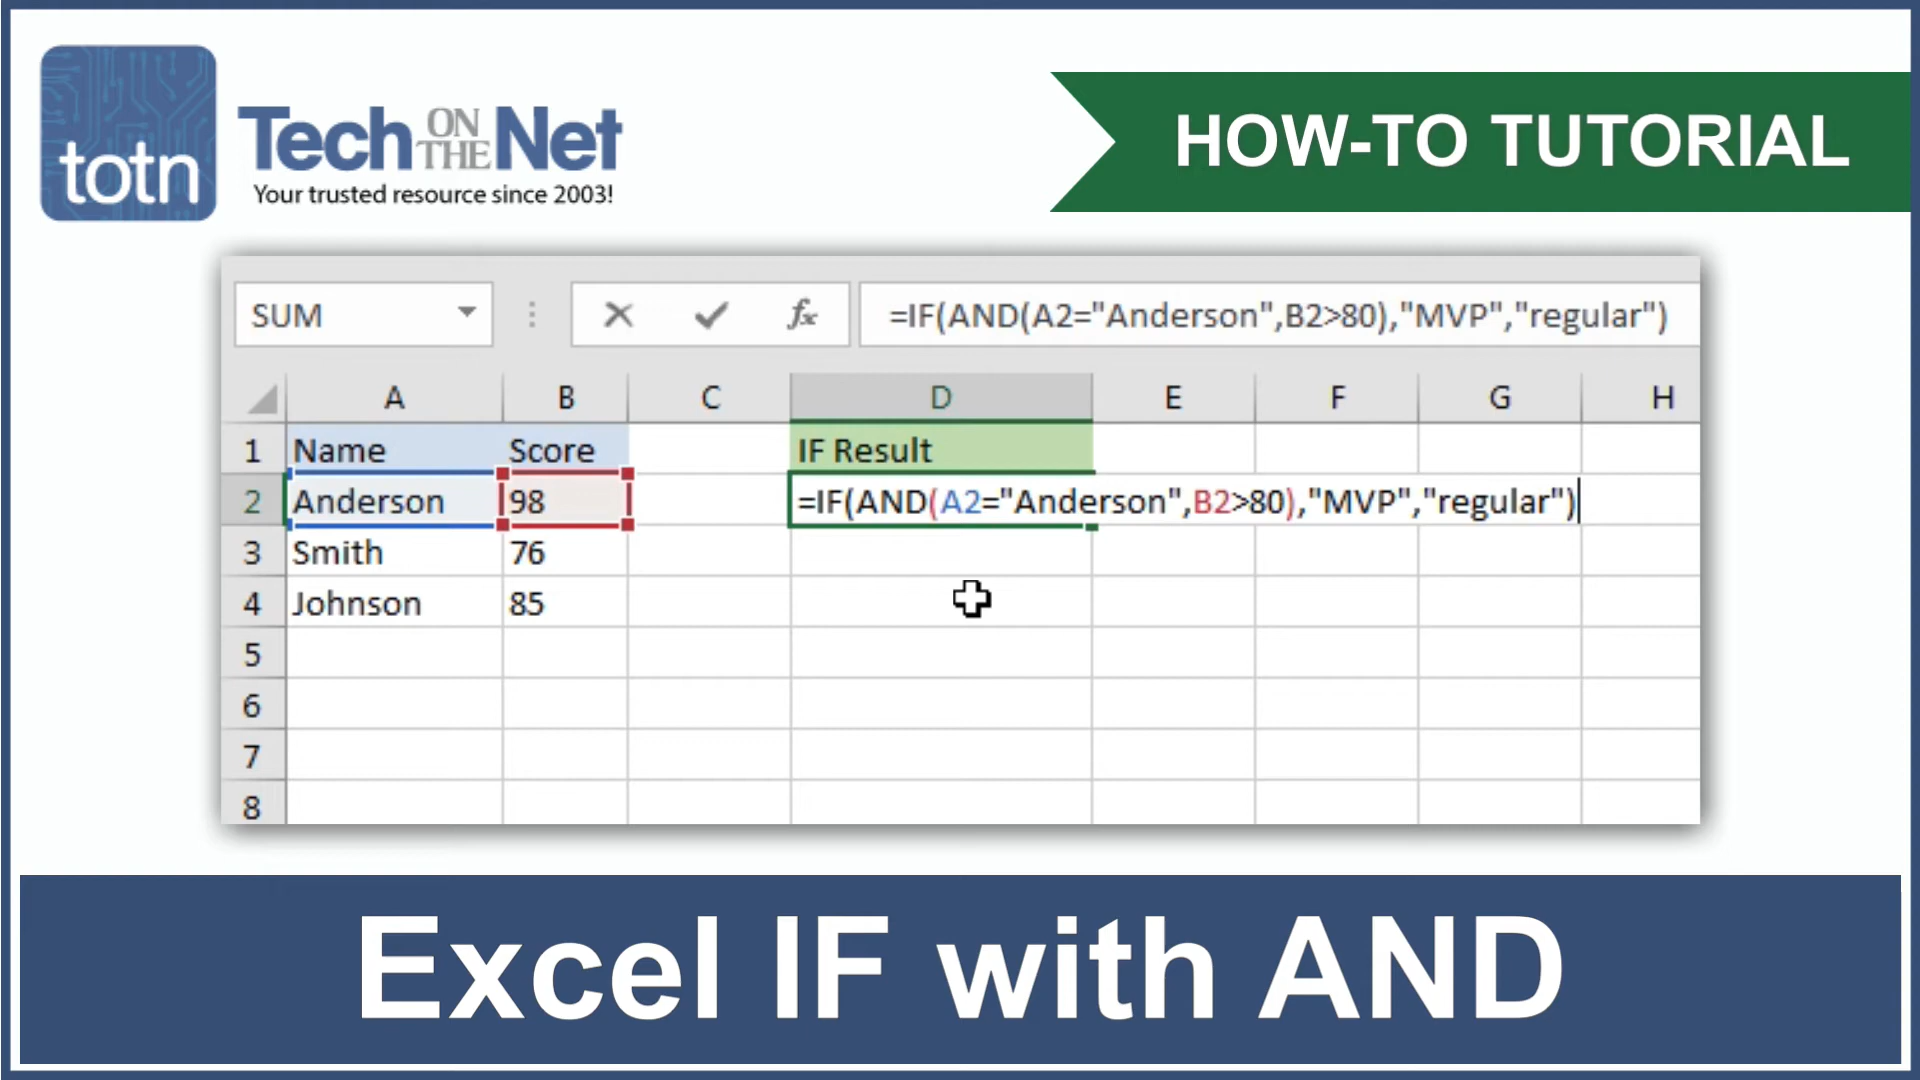 totn
Tech ON THE Net
Your trusted resource since 2003!
HOW-TO TUTORIAL
SUM fx =IF(AND(A2="Anderson",B2>80),"MVP","regular")
A B C D E F G H
1 Name Score IF Result
2 Anderson 98 =IF(AND(A2="Anderson",B2>80),"MVP","regular")
3 Smith 76
4 Johnson 85
5
6
7
8
Excel IF with AND